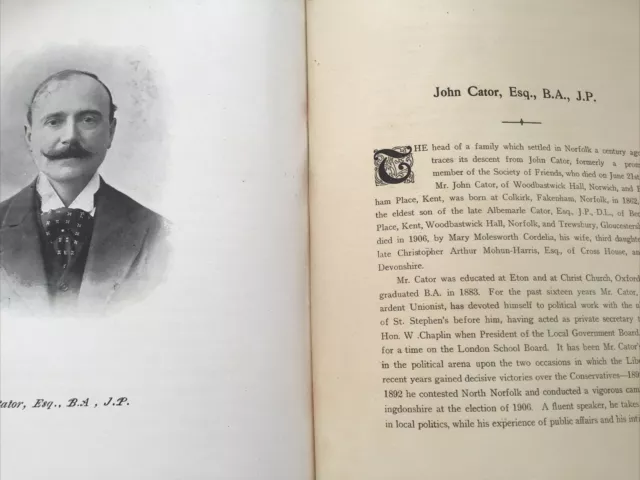 ator, Esq., B.A , J.P.
John Cator, Esq., B.A., J.P.
THE head of a family which settled in Norfolk a century ago
traces its descent from John Cator, formerly a prom
member of the Society of Friends, who died on June 21st
Mr. John Cator, of Woodbastwick Hall, Norwich, and
ham Place, Kent, was born at Colkirk, Fakenham, Norfolk, in 1862,
the eldest son of the late Albemarle Cator, Esq., J.P., D.L., of Bec
Place, Kent, Woodbastwick Hall, Norfolk, and Trewsbury, Gloucestersh
died in 1906, by Mary Molesworth Cordelia, his wife, third daughter
late Christopher Arthur Mohun-Harris, Esq., of Cross House, an
Devonshire.
Mr. Cator was educated at Eton and at Christ Church, Oxford
graduated B.A. in 1883. For the past sixteen years Mr. Cator,
ardent Unionist, has devoted himself to political work with the u
of St. Stephen's before him, having acted as private secretary t
Hon. W .Chaplin when President of the Local Government Board,
for a time on the London School Board. It has been Mr. Cator'
in the political arena upon the two occasions in which the Libe
recent years gained decisive victories over the Conservatives—189
1892 he contested North Norfolk and conducted a vigorous cam
ingdonshire at the election of 1906. A fluent speaker, he takes
in local politics, while his experience of public affairs and his inti